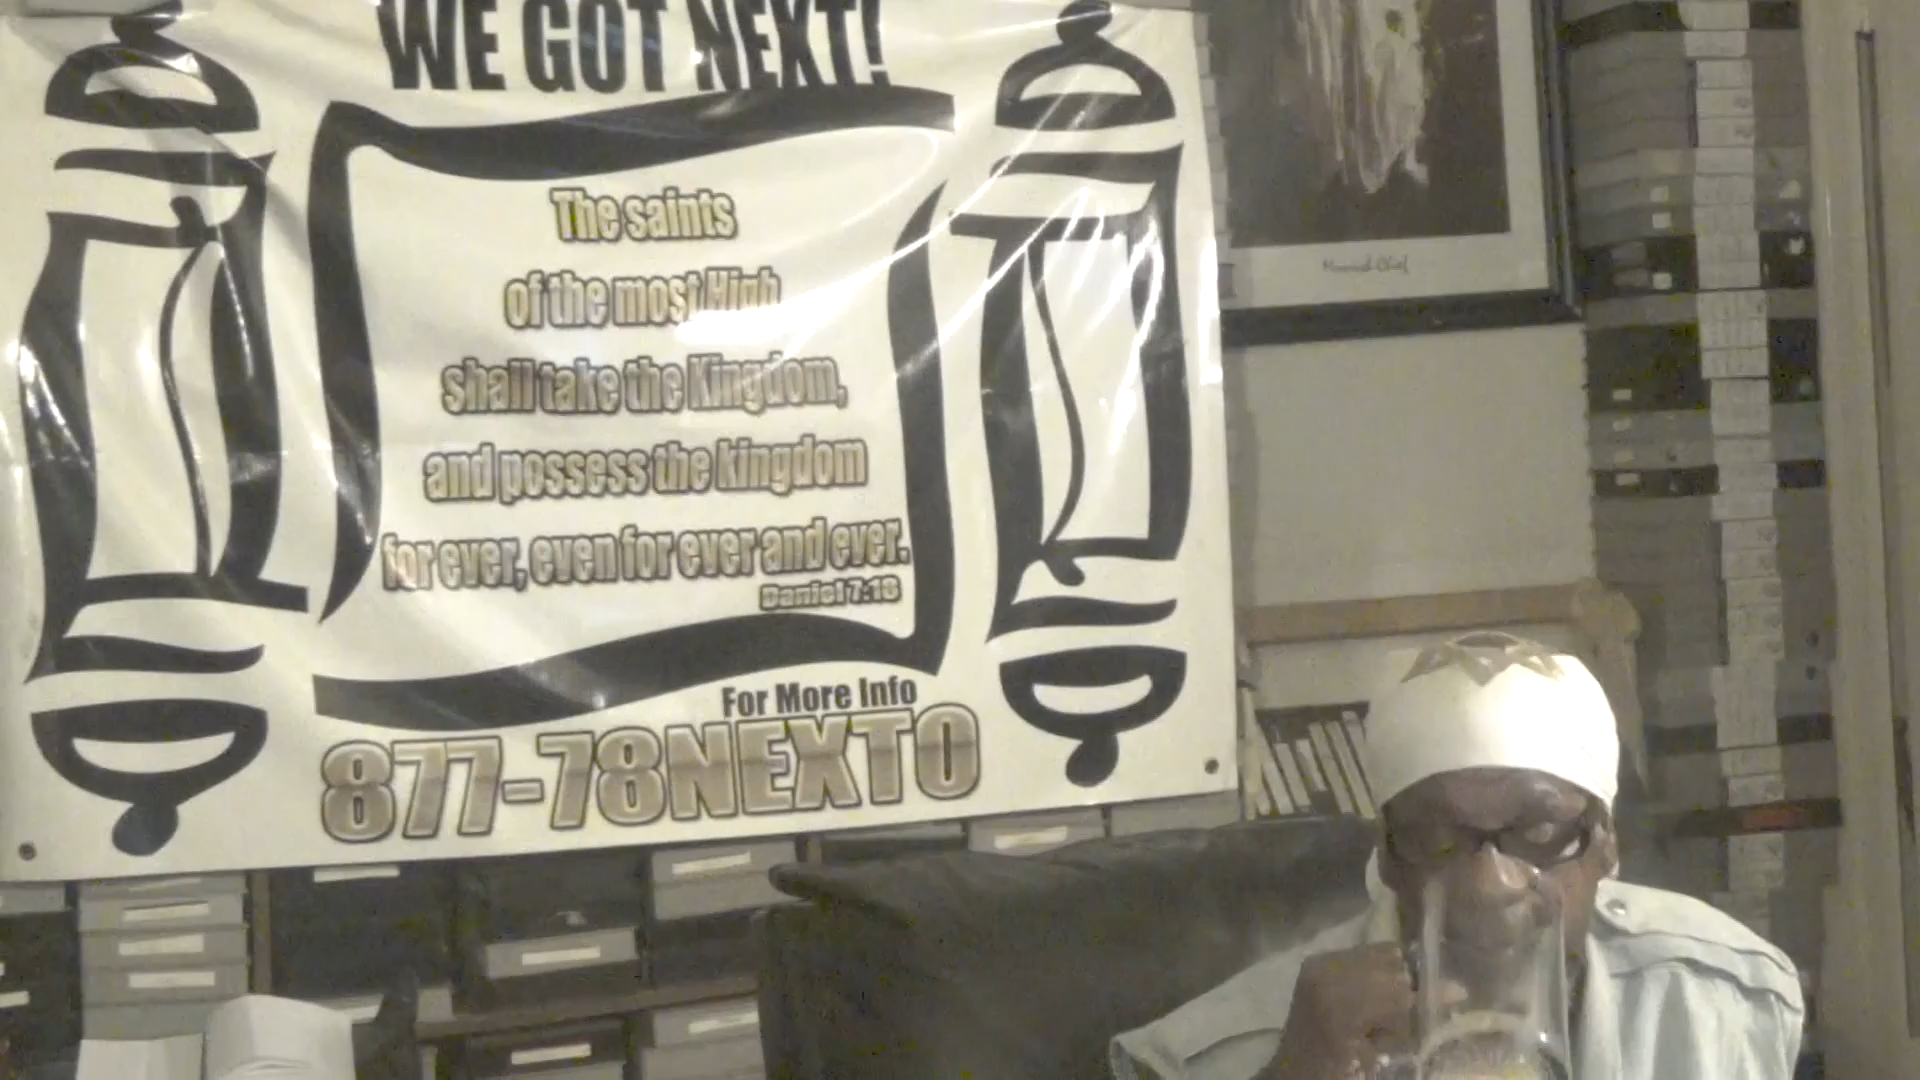 WE GOT NEXT!
The saints
of the most High
shall take the Kingdom,
and possess the kingdom
for ever, even for ever and ever.
Daniel 7:18
For More Info
877-78NEXTO